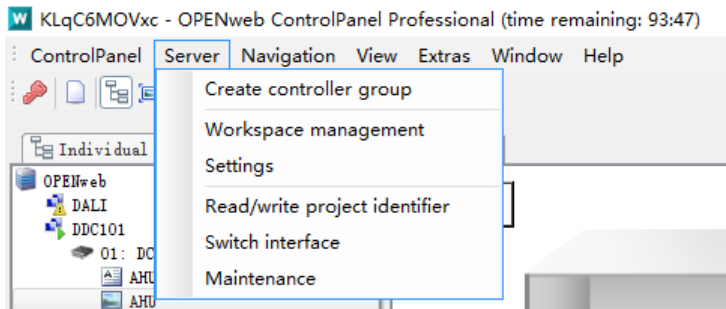 W KLqC6MOVxc - OPENweb ControlPanel Professional (time remaining: 93:47)
ControlPanel Server Navigation View Extras Window Help
Create controller group
Workspace management
Settings
Read/write project identifier
Switch interface
Maintenance
Individual
OPENweb
DALI
DDC101
01: DC
AHU
AHU